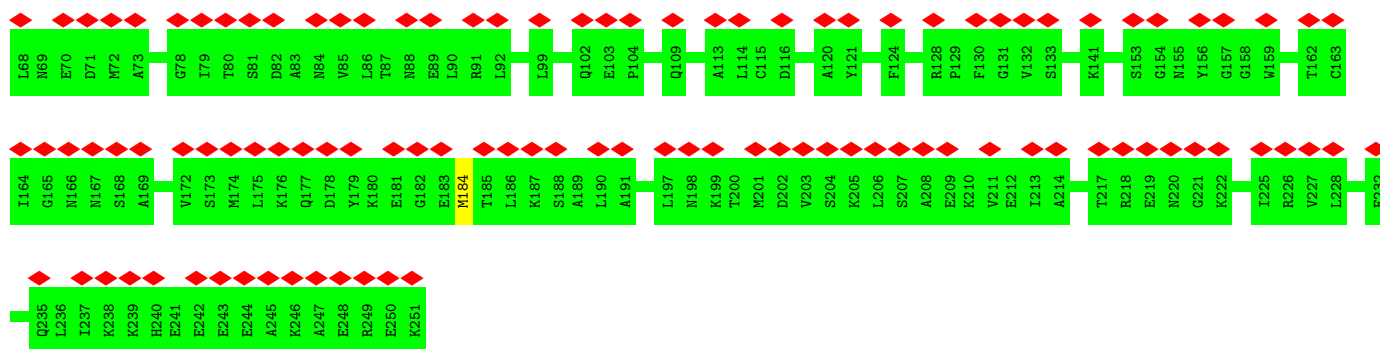 L68 N69 E70 D71 M72 A73 G78 I79 T80 S81 D82 A83 N84 V85 L86 T87 N88 E89 L90 R91 L92 L99 Q102 E103 P104 Q109 A113 L114 C115 D116 A120 Y121 F124 R128 P129 F130 G131 V132 S133 K141 S153 G154 N155 Y156 G157 G158 W159 T162 C163
I164 G165 N166 N167 S168 A169 V172 S173 M174 L175 K176 Q177 D178 Y179 K180 E181 G182 E183 M184 T185 L186 K187 S188 A189 L190 A191 L197 N198 K199 T200 M201 D202 V203 S204 K205 L206 S207 A208 E209 K210 V211 E212 I213 A214 T217 R218 E219 N220 G221 K222 I225 R226 V227 L228
Q235 L236 I237 K238 K239 H240 E241 E242 E243 E244 A245 K246 A247 E248 R249 E250 K251